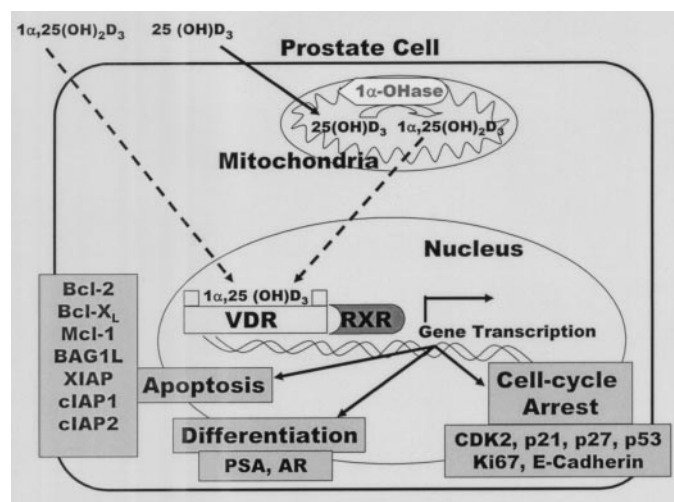 1α,25(OH)₂D₃
25 (OH)D₃
Prostate Cell
1α-OHase
25(OH)D₃
1α,25(OH)₂D₃
Mitochondria
Nucleus
1α,25 (OH)D₃
VDR
RXR
Gene Transcription
Bcl-2
Bcl-X_L
Mcl-1
BAG1L
XIAP
cIAP1
cIAP2
Apoptosis
Differentiation
PSA, AR
Cell-cycle
Arrest
CDK2, p21, p27, p53
Ki67, E-Cadherin